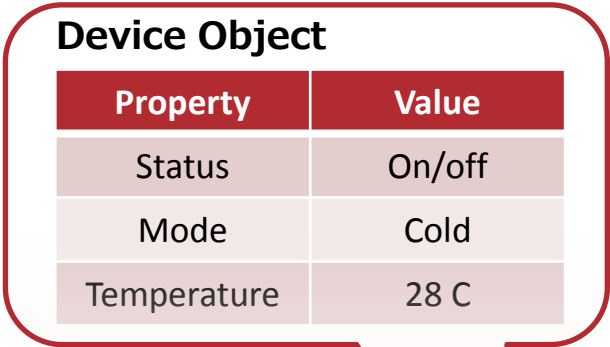 Device Object
Property Value
Status On/off
Mode Cold
Temperature 28 C